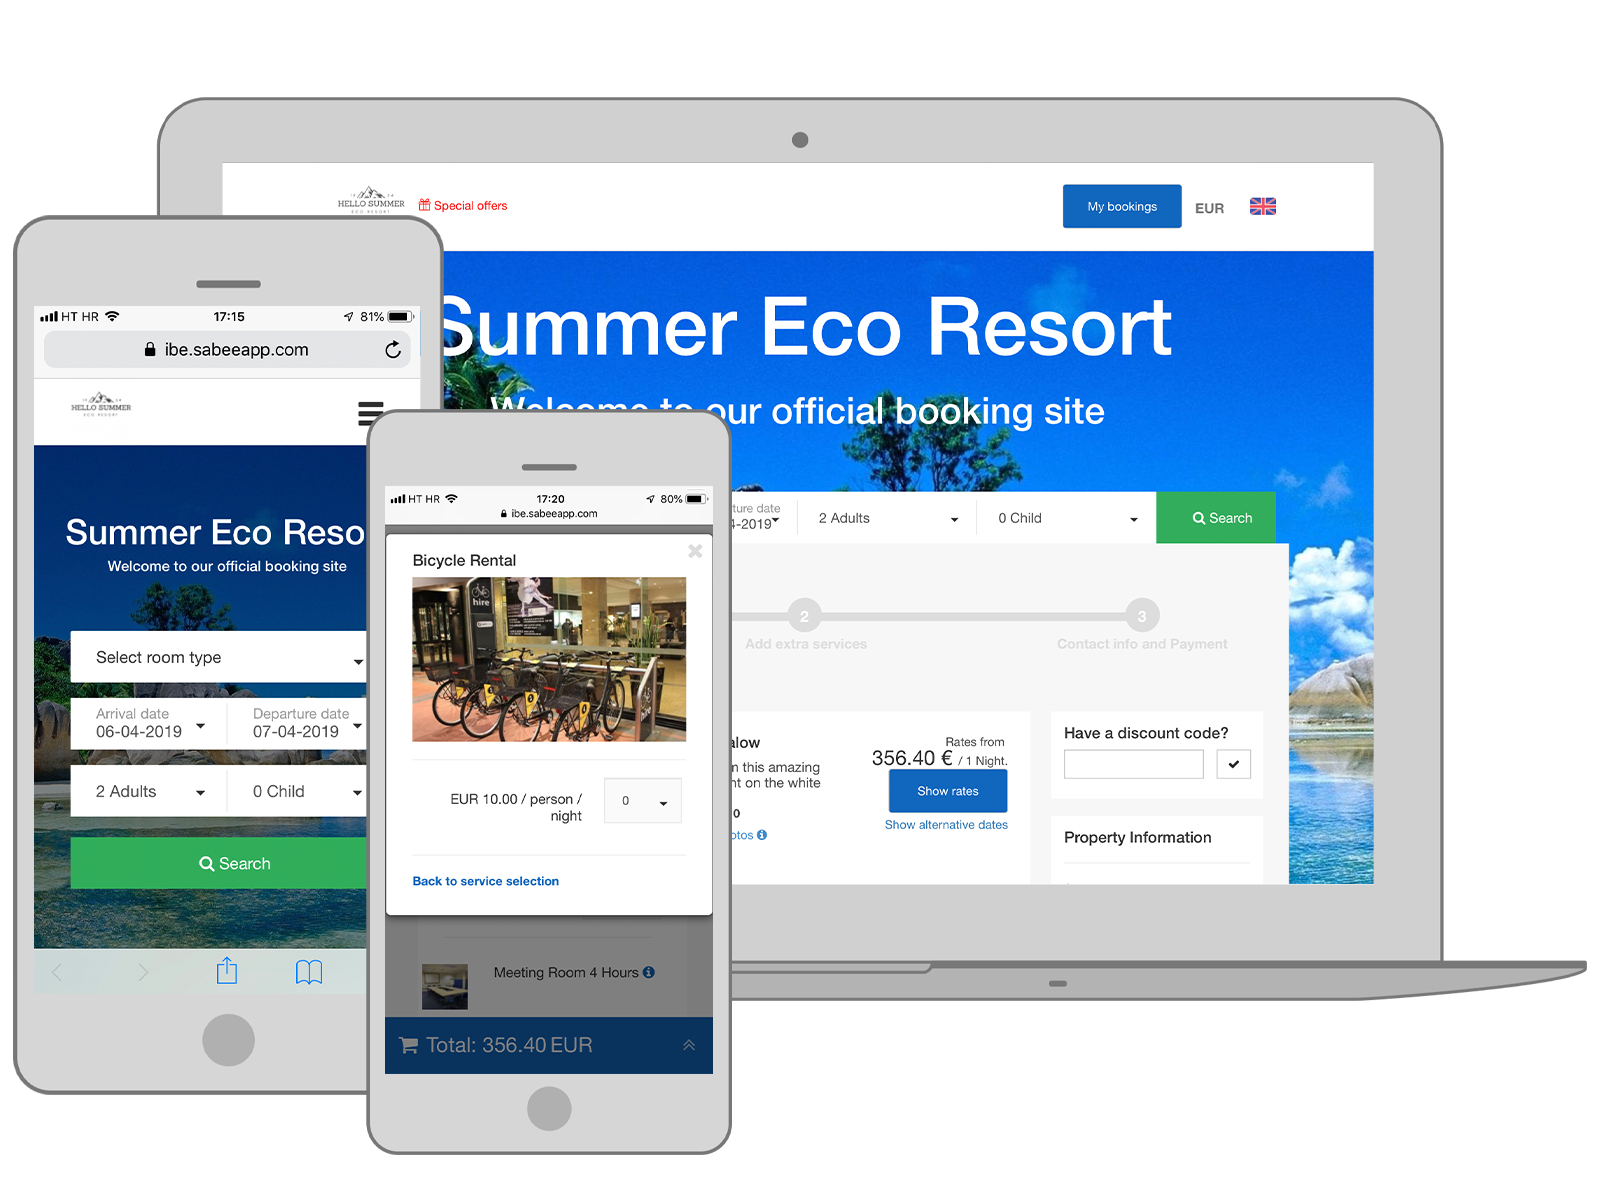 HELLO SUMMER
ECO RESORT
Special offers
My bookings
EUR
Summer Eco Resort
Welcome to our official booking site
ture date
4-2019
2 Adults
0 Child
Search
2
3
Add extra services
Contact info and Payment
alow
n this amazing
nt on the white
0
otos
Rates from
356.40 € / 1 Night.
Show rates
Show alternative dates
Have a discount code?
Property Information
HT HR
17:15
81%
ibe.sabeeapp.com
HELLO SUMMER
ECO RESORT
Summer Eco Reso
Welcome to our official booking site
Select room type
Arrival date
06-04-2019
Departure date
07-04-2019
2 Adults
0 Child
Search
HT HR
17:20
80%
ibe.sabeeapp.com
Bicycle Rental
hire
EUR 10.00 / person /
night
0
Back to service selection
Meeting Room 4 Hours
Total: 356.40 EUR